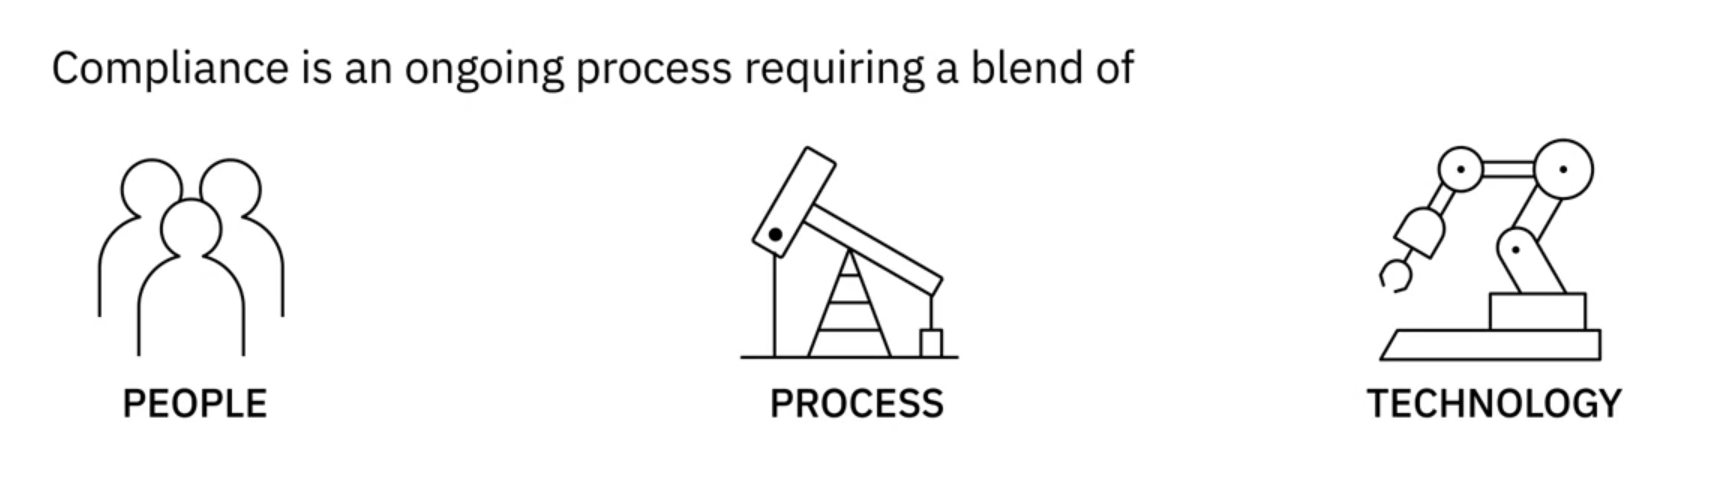 Compliance is an ongoing process requiring a blend of
PEOPLE
PROCESS
TECHNOLOGY